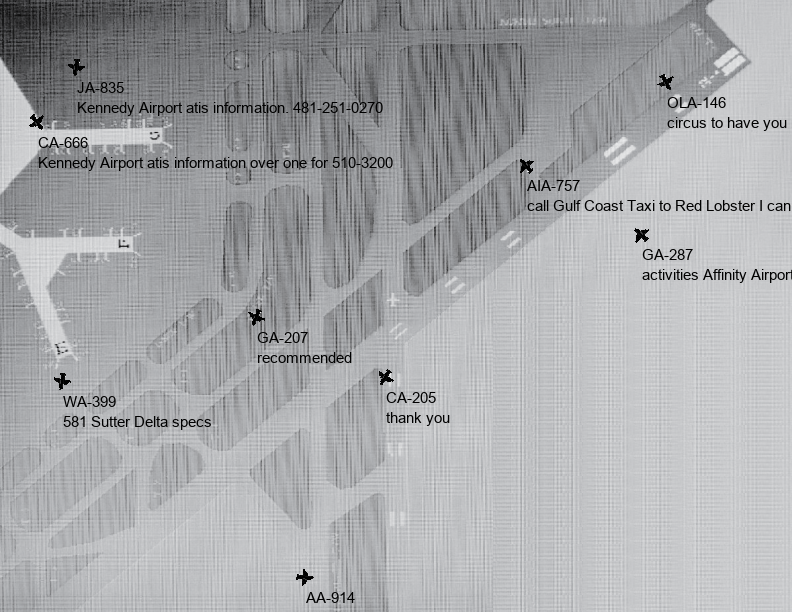 JA-835
Kennedy Airport atis information. 481-251-0270
OLA-146
circus to have you
CA-666
Kennedy Airport atis information over one for 510-3200
AIA-757
call Gulf Coast Taxi to Red Lobster I can
GA-287
activities Affinity Airport
GA-207
recommended
CA-205
thank you
WA-399
581 Sutter Delta specs
AA-914